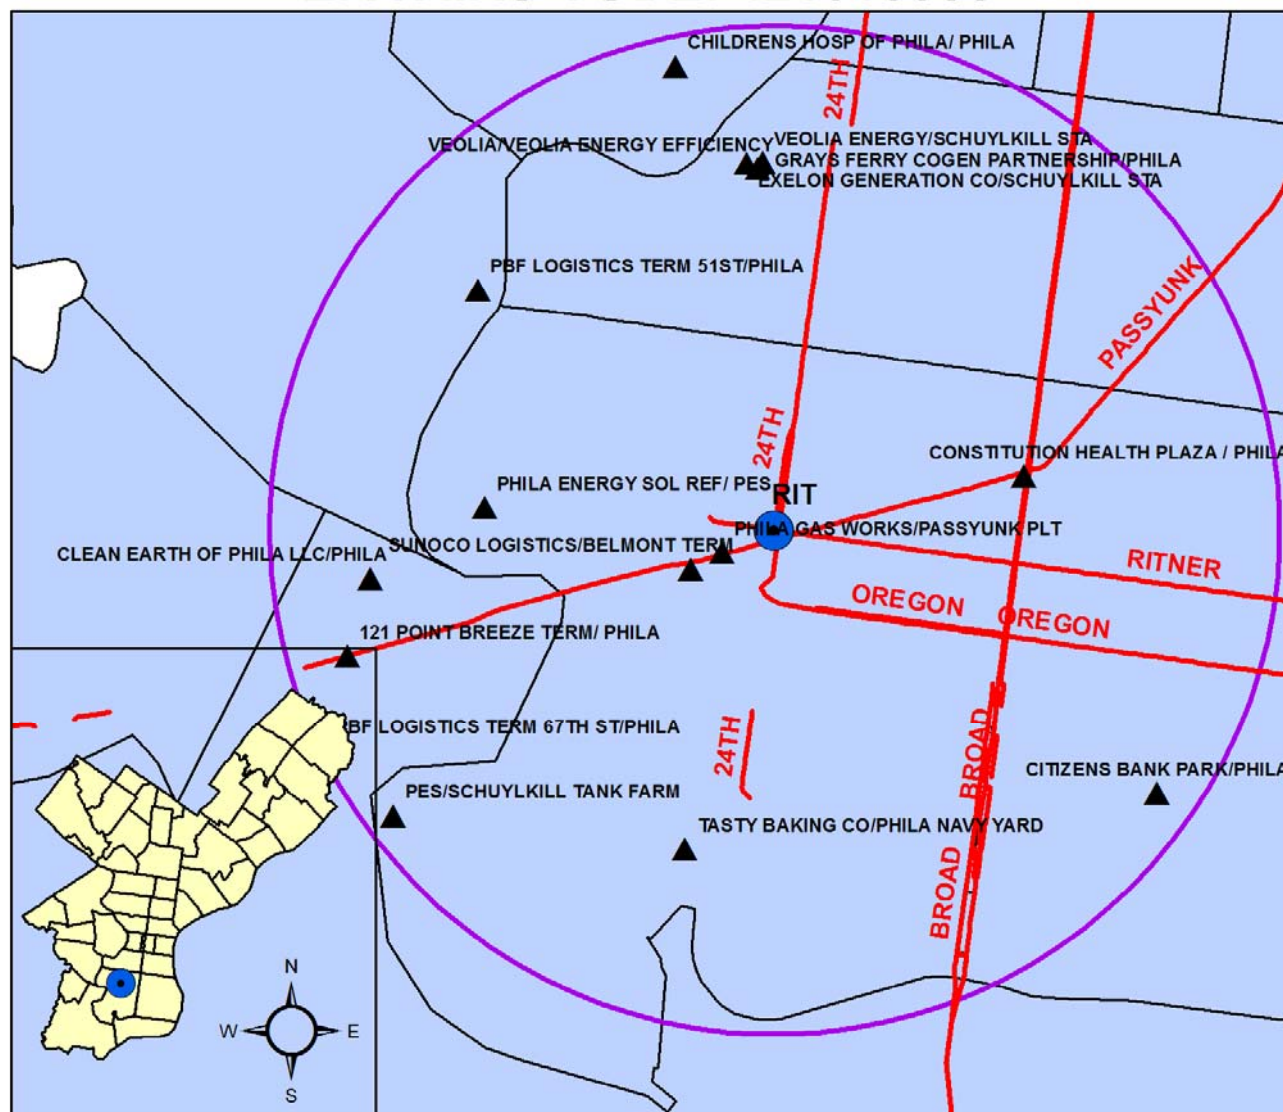 CHILDRENS HOSP OF PHILA/ PHILA
24TH
VEOLIA/VEOLIA ENERGY EFFICIENCY
VEOLIA ENERGY/SCHUYLKILL STA
GRAYS FERRY COGEN PARTNERSHIP/PHILA
EXELON GENERATION CO/SCHUYLKILL STA
PBF LOGISTICS TERM 51ST/PHILA
PASSYUNK
24TH
CONSTITUTION HEALTH PLAZA / PHILA
PHILA ENERGY SOL REF/ PES
RIT
PHILA GAS WORKS/PASSYUNK PLT
SUNOCO LOGISTICS/BELMONT TERM
CLEAN EARTH OF PHILA LLC/PHILA
RITNER
OREGON
OREGON
121 POINT BREEZE TERM/ PHILA
BF LOGISTICS TERM 67TH ST/PHILA
24TH
BROAD
CITIZENS BANK PARK/PHILA
PES/SCHUYLKILL TANK FARM
TASTY BAKING CO/PHILA NAVY YARD
BROAD
N
W
E
S